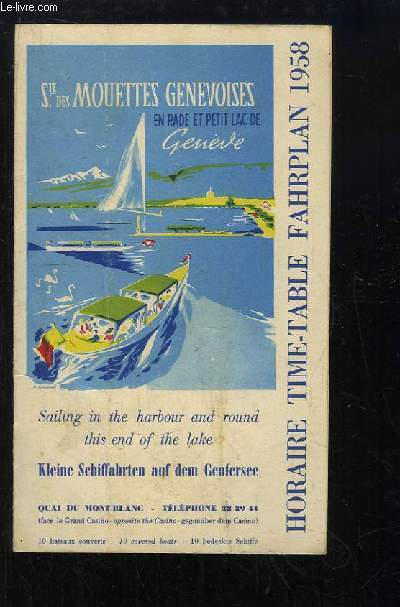 le-livre.com
Sté DES MOUETTES GENEVOISES
EN RADE ET PETIT LAC DE
Genève
Sailing in the harbour and round
this end of the lake
Kleine Schiffahrten auf dem Genfersee
QUAI DU MONT-BLANC - TÉLÉPHONE 32 29 44
(face le Grand Casino - opposite the Casino - gegenüber dem Casino)
10 bateaux couverts - 10 covered boats - 10 bedeckte Schiffe
HORAIRE TIME-TABLE FAHRPLAN 1958